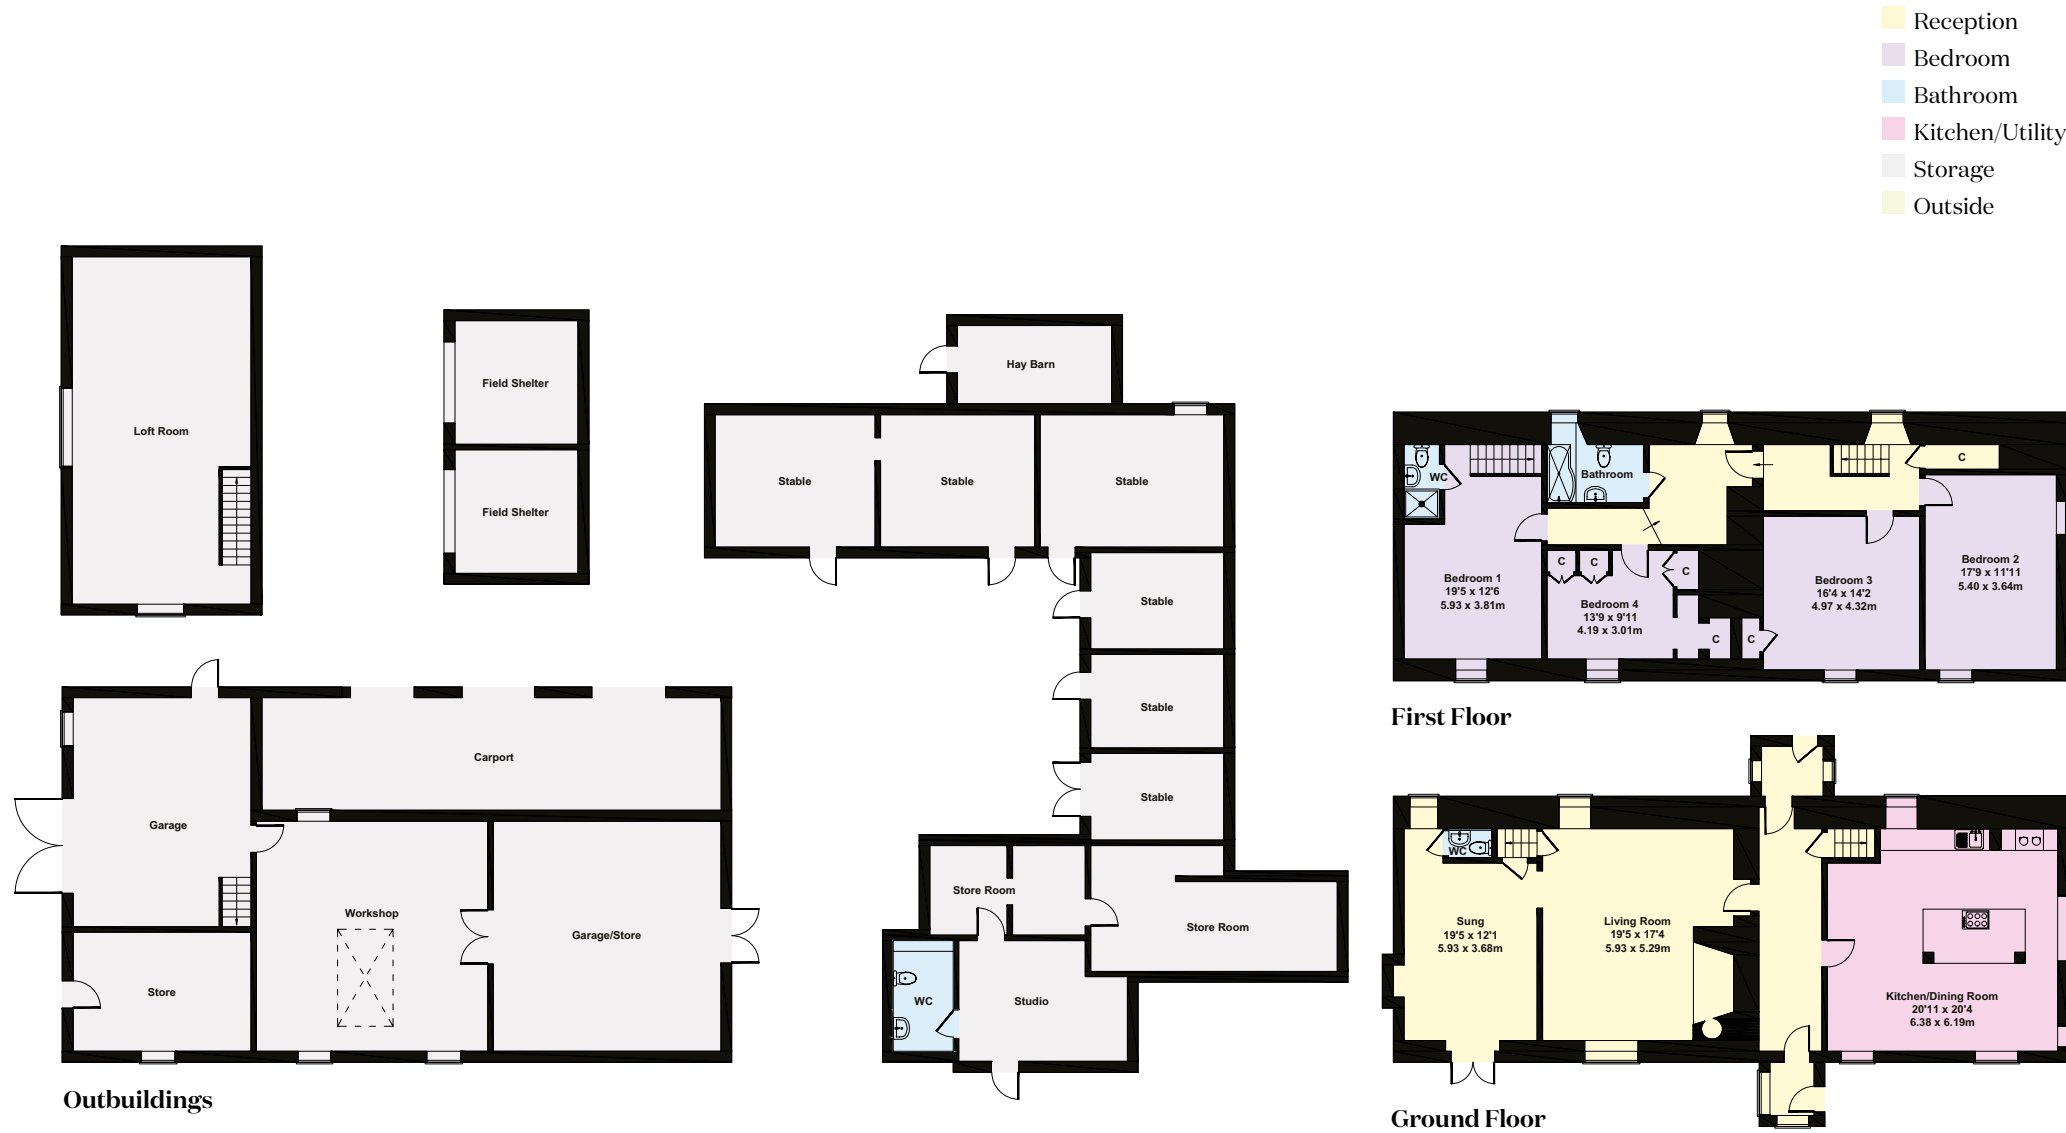 Reception
Bedroom
Bathroom
Kitchen/Utility
Storage
Outside
Loft Room
Field Shelter
Field Shelter
Hay Barn
Stable
Stable
Stable
Stable
Stable
Stable
Garage
Carport
Workshop
Garage/Store
Store
Store Room
Store Room
WC
Studio
Outbuildings
WC
Bathroom
C
C
C
C
C
C
Bedroom 1
19'5 x 12'6
5.93 x 3.81m
Bedroom 4
13'9 x 9'11
4.19 x 3.01m
Bedroom 3
16'4 x 14'2
4.97 x 4.32m
Bedroom 2
17'9 x 11'11
5.40 x 3.64m
First Floor
WC
Sung
19'5 x 12'1
5.93 x 3.68m
Living Room
19'5 x 17'4
5.93 x 5.29m
Kitchen/Dining Room
20'11 x 20'4
6.38 x 6.19m
Ground Floor